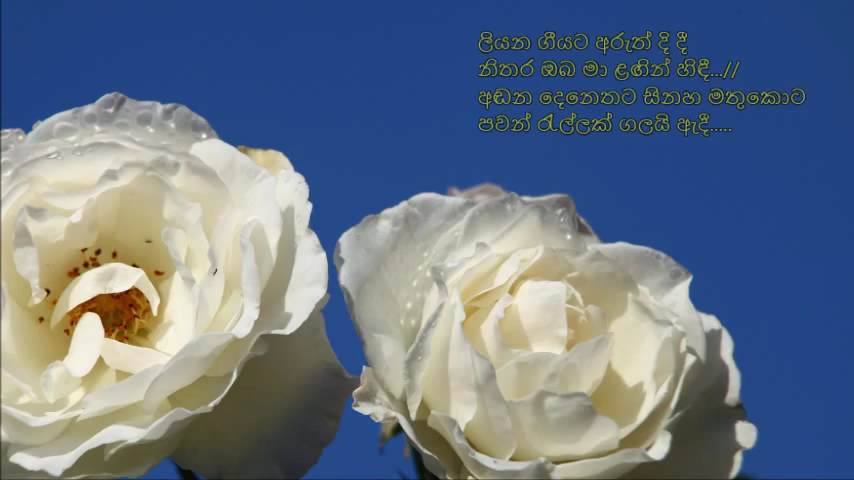 ලියන ගීයට අරුත් දි දී
නිතර ඔබ මා ළඟින් හිඳී...//
අඬන දෙනෙතට සිනහ මතුකොට
පවන් රැල්ලක් ගලයි ඇදී.....